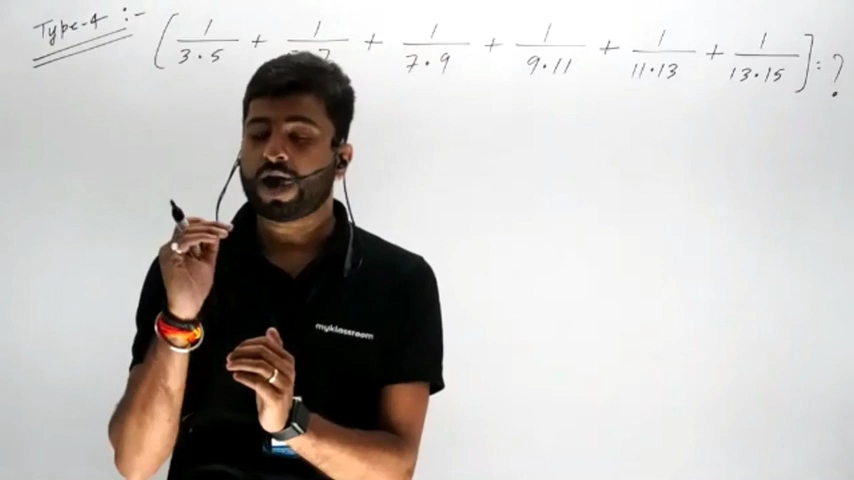 Type-4 :- ( 1/3·5 + 1/ 7 + 1/7·9 + 1/9·11 + 1/11·13 + 1/13·15 ] = ?
myklassroom